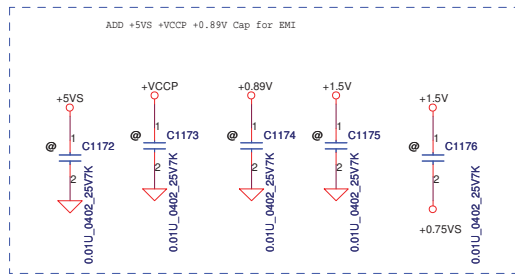 ADD +5VS +VCCP +0.89V Cap for EMI
+5VS
@
1
C1172
2
0.01U_0402_25V7K
+VCCP
@
1
C1173
2
0.01U_0402_25V7K
+0.89V
@
1
C1174
2
0.01U_0402_25V7K
+1.5V
@
1
C1175
2
0.01U_0402_25V7K
+1.5V
@
1
C1176
2
0.01U_0402_25V7K
+0.75VS